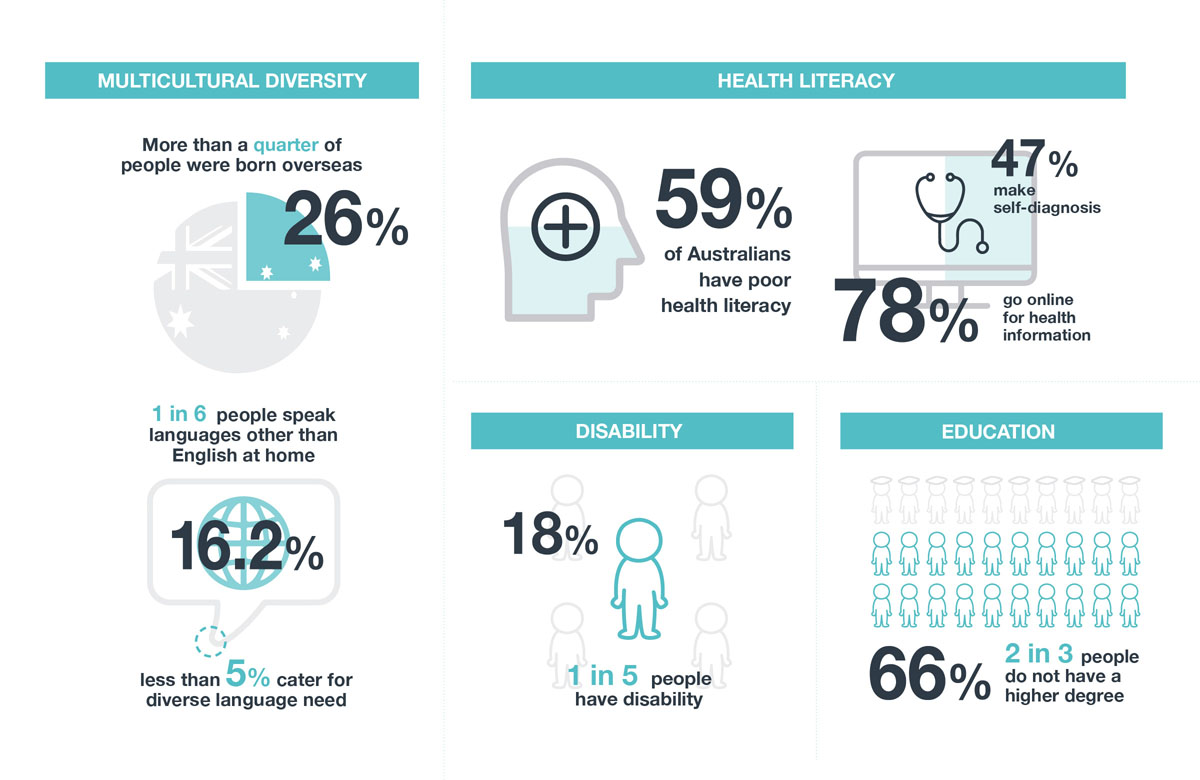 MULTICULTURAL DIVERSITY
More than a quarter of
people were born overseas
26%
1 in 6 people speak
languages other than
English at home
16.2%
less than 5% cater for
diverse language need
HEALTH LITERACY
59%
of Australians
have poor
health literacy
47%
make
self-diagnosis
78%
go online
for health
information
DISABILITY
18%
1 in 5 people
have disability
EDUCATION
66%
2 in 3 people
do not have a
higher degree